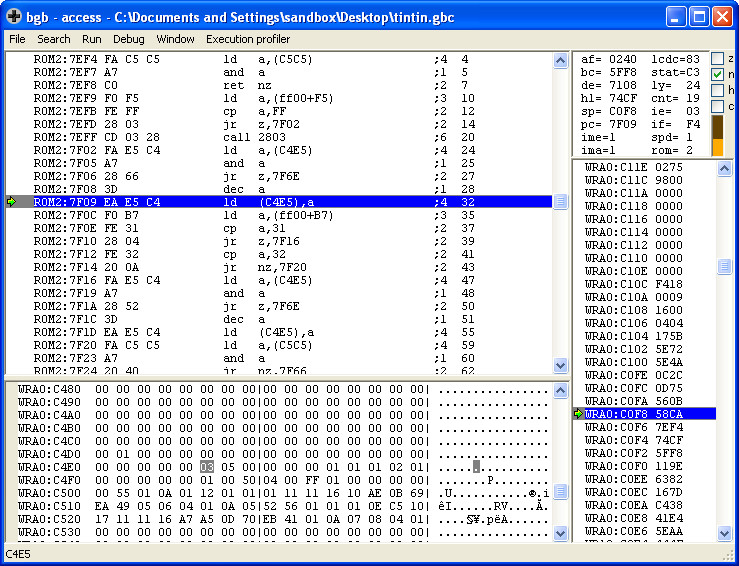 bgb - access - C:\Documents and Settings\sandbox\Desktop\tintin.gbc
File Search Run Debug Window Execution profiler
ROM2:7EF4 FA C5 C5 ld a,(C5C5) ;4 4
ROM2:7EF7 A7 and a ;1 5
ROM2:7EF8 C0 ret nz ;2 7
ROM2:7EF9 F0 F5 ld a,(ff00+F5) ;3 10
ROM2:7EFB FE FF cp a,FF ;2 12
ROM2:7EFD 28 03 jr z,7F02 ;2 14
ROM2:7EFF CD 03 28 call 2803 ;6 20
ROM2:7F02 FA E5 C4 ld a,(C4E5) ;4 24
ROM2:7F05 A7 and a ;1 25
ROM2:7F06 28 66 jr z,7F6E ;2 27
ROM2:7F08 3D dec a ;1 28
ROM2:7F09 EA E5 C4 ld (C4E5),a ;4 32
ROM2:7F0C F0 B7 ld a,(ff00+B7) ;3 35
ROM2:7F0E FE 31 cp a,31 ;2 37
ROM2:7F10 28 04 jr z,7F16 ;2 39
ROM2:7F12 FE 32 cp a,32 ;2 41
ROM2:7F14 20 0A jr nz,7F20 ;2 43
ROM2:7F16 FA E5 C4 ld a,(C4E5) ;4 47
ROM2:7F19 A7 and a ;1 48
ROM2:7F1A 28 52 jr z,7F6E ;2 50
ROM2:7F1C 3D dec a ;1 51
ROM2:7F1D EA E5 C4 ld (C4E5),a ;4 55
ROM2:7F20 FA C5 C5 ld a,(C5C5) ;4 59
ROM2:7F23 A7 and a ;1 60
ROM2:7F24 20 40 jr nz,7F66 ;2 62
af= 0240 lcdc=83 z
bc= 5FF8 stat=C3 n
de= 7108 ly= 24 h
hl= 74CF cnt= 19 c
sp= C0F8 ie= 03
pc= 7F09 if= F4
ime=1 spd= 1
ima=1 rom= 2
WRA0:C11E 0275
WRA0:C11C 9800
WRA0:C11A 0000
WRA0:C118 0000
WRA0:C116 0000
WRA0:C114 0000
WRA0:C112 0000
WRA0:C110 0000
WRA0:C10E 0000
WRA0:C10C F418
WRA0:C10A 0009
WRA0:C108 1600
WRA0:C106 0404
WRA0:C104 175B
WRA0:C102 5E72
WRA0:C100 5E4A
WRA0:C0FE 0C2C
WRA0:C0FC 0D75
WRA0:C0FA 560B
WRA0:C0F8 58CA
WRA0:C0F6 7EF4
WRA0:C0F4 74CF
WRA0:C0F2 5FF8
WRA0:C0F0 119E
WRA0:C0EE 6382
WRA0:C0EC 167D
WRA0:C0EA C438
WRA0:C0E8 41E4
WRA0:C0E6 5EAA
WRA0:C480 00 00 00 00 00 00 00 00|00 00 00 00 00 00 00 00| ................
WRA0:C490 00 00 00 00 00 00 00 00|00 00 00 00 00 00 00 00| ................
WRA0:C4A0 00 00 00 00 00 00 00 00|00 00 00 00 00 00 00 00| ................
WRA0:C4B0 00 00 00 00 00 00 00 00|00 00 00 00 00 00 00 00| ................
WRA0:C4C0 00 00 00 00 00 00 00 00|00 00 00 00 00 00 00 00| ................
WRA0:C4D0 00 01 00 00 00 00 00 00|00 00 00 00 00 00 00 00| ................
WRA0:C4E0 00 00 00 00 00 03 05 00|00 00 00 01 01 01 02 01| ................
WRA0:C4F0 00 00 00 00 00 01 00 50|04 00 FF 01 00 00 00 00| .......P........
WRA0:C500 00 55 01 0A 01 12 01 01|01 11 11 16 10 AE 0B 69| .U...........®.i
WRA0:C510 EA 49 05 06 04 01 0A 05|52 56 01 01 01 0E C5 10| êI......RV....Å.
WRA0:C520 17 11 11 16 A7 A5 0D 70|EB 41 01 0A 07 08 04 01| ....§¥.pëA......
WRA0:C530 00 00 00 00 00 00 00 00|00 00 00 00 00 00 00 00| ................
C4E5